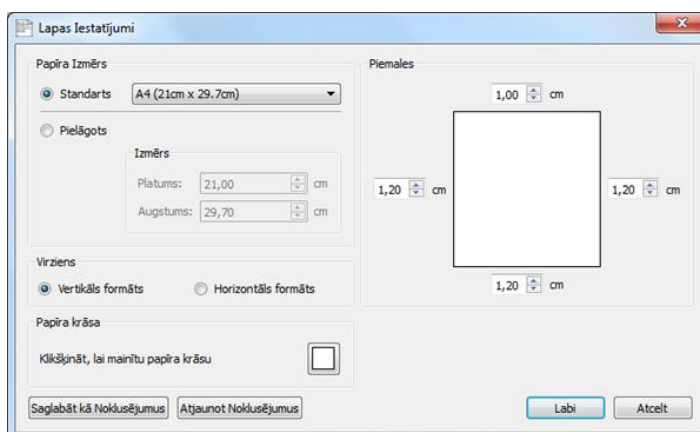 Lapas Iestatījumi
Papīra Izmērs
Standarts
A4 (21cm x 29.7cm)
Pielāgots
Izmērs
Platums: 21,00 cm
Augstums: 29,70 cm
Virziens
Vertikāls formāts
Horizontāls formāts
Papīra krāsa
Klikšķināt, lai mainītu papīra krāsu
Piemales
1,00 cm
1,20 cm
1,20 cm
1,20 cm
Saglabāt kā Noklusējumus
Atjaunot Noklusējumus
Labi
Atcelt